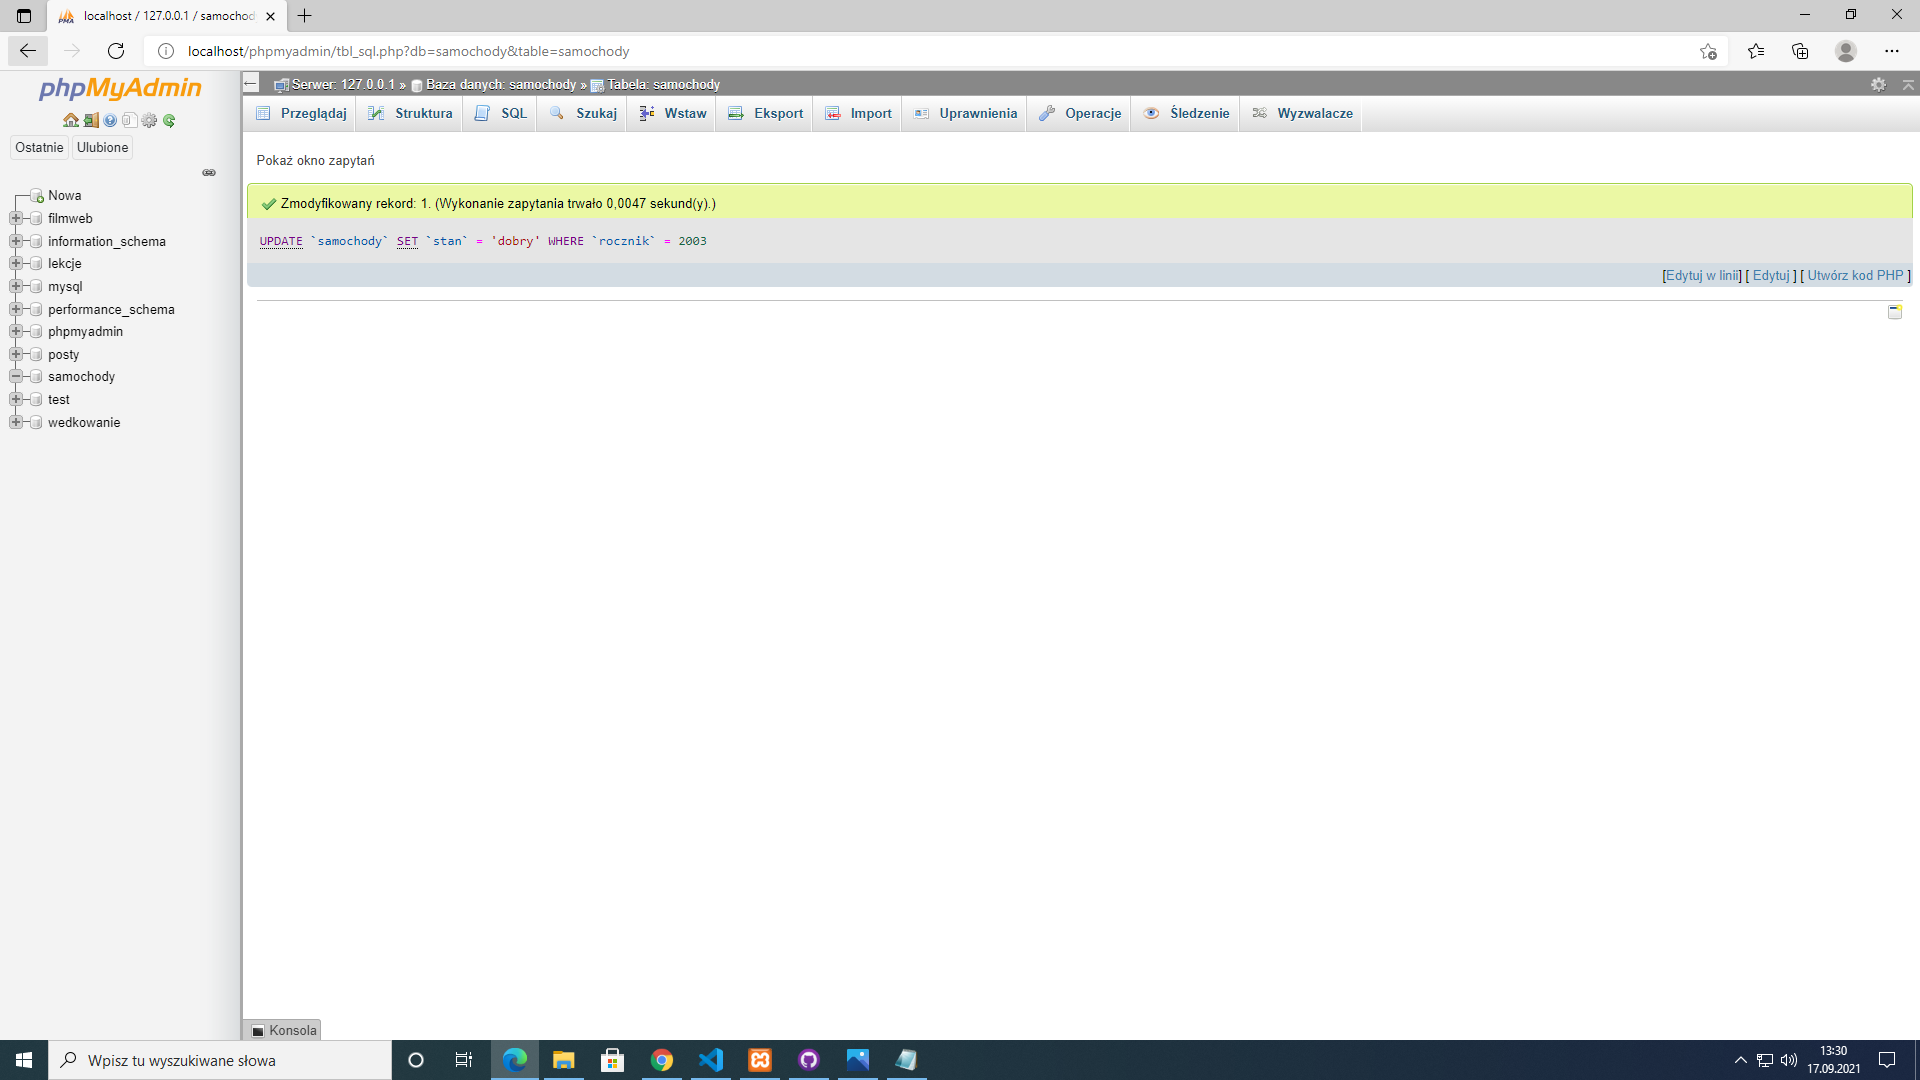 localhost / 127.0.0.1 / samochod
localhost/phpmyadmin/tbl_sql.php?db=samochody&table=samochody
phpMyAdmin
Ostatnie Ulubione
Nowa
filmweb
information_schema
lekcje
mysql
performance_schema
phpmyadmin
posty
samochody
test
wedkowanie
Serwer: 127.0.0.1 » Baza danych: samochody » Tabela: samochody
Przeglądaj Struktura SQL Szukaj Wstaw Eksport Import Uprawnienia Operacje Śledzenie Wyzwalacze
Pokaż okno zapytań
Zmodyfikowany rekord: 1. (Wykonanie zapytania trwało 0,0047 sekund(y).)
UPDATE `samochody` SET `stan` = 'dobry' WHERE `rocznik` = 2003
[Edytuj w linii] [ Edytuj ] [ Utwórz kod PHP ]
Konsola
Wpisz tu wyszukiwane słowa
13:30
17.09.2021